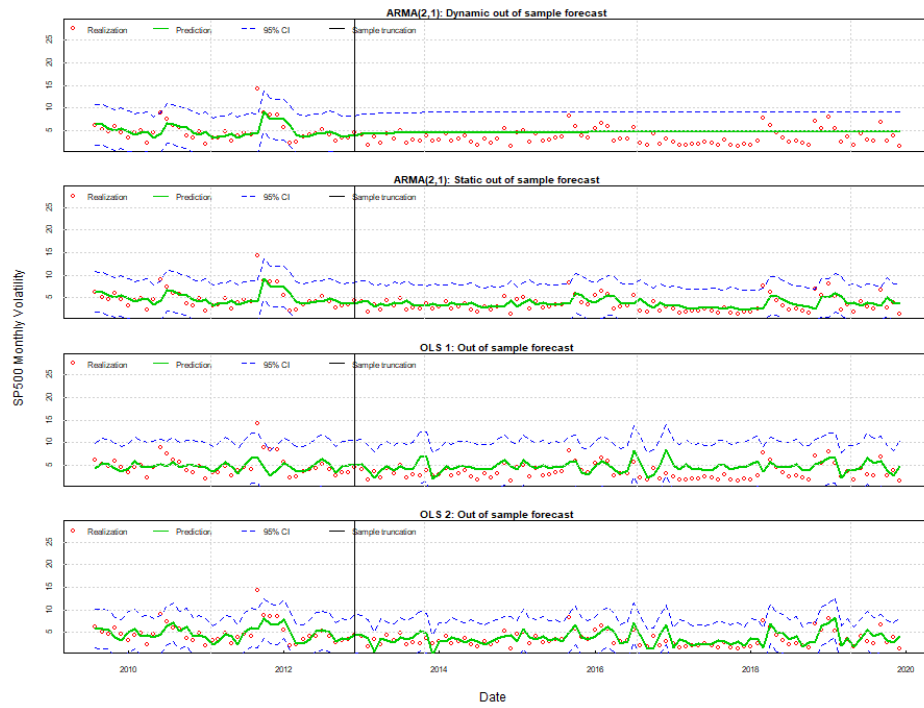 ARMA(2,1): Dynamic out of sample forecast
Realization Prediction 95% CI Sample truncation
25
20
15
10
5
ARMA(2,1): Static out of sample forecast
Realization Prediction 95% CI Sample truncation
25
20
15
10
5
SP500 Monthly Volatility
OLS 1: Out of sample forecast
Realization Prediction 95% CI Sample truncation
25
20
15
10
5
OLS 2: Out of sample forecast
Realization Prediction 95% CI Sample truncation
25
20
15
10
5
2010 2012 2014 2016 2018 2020
Date